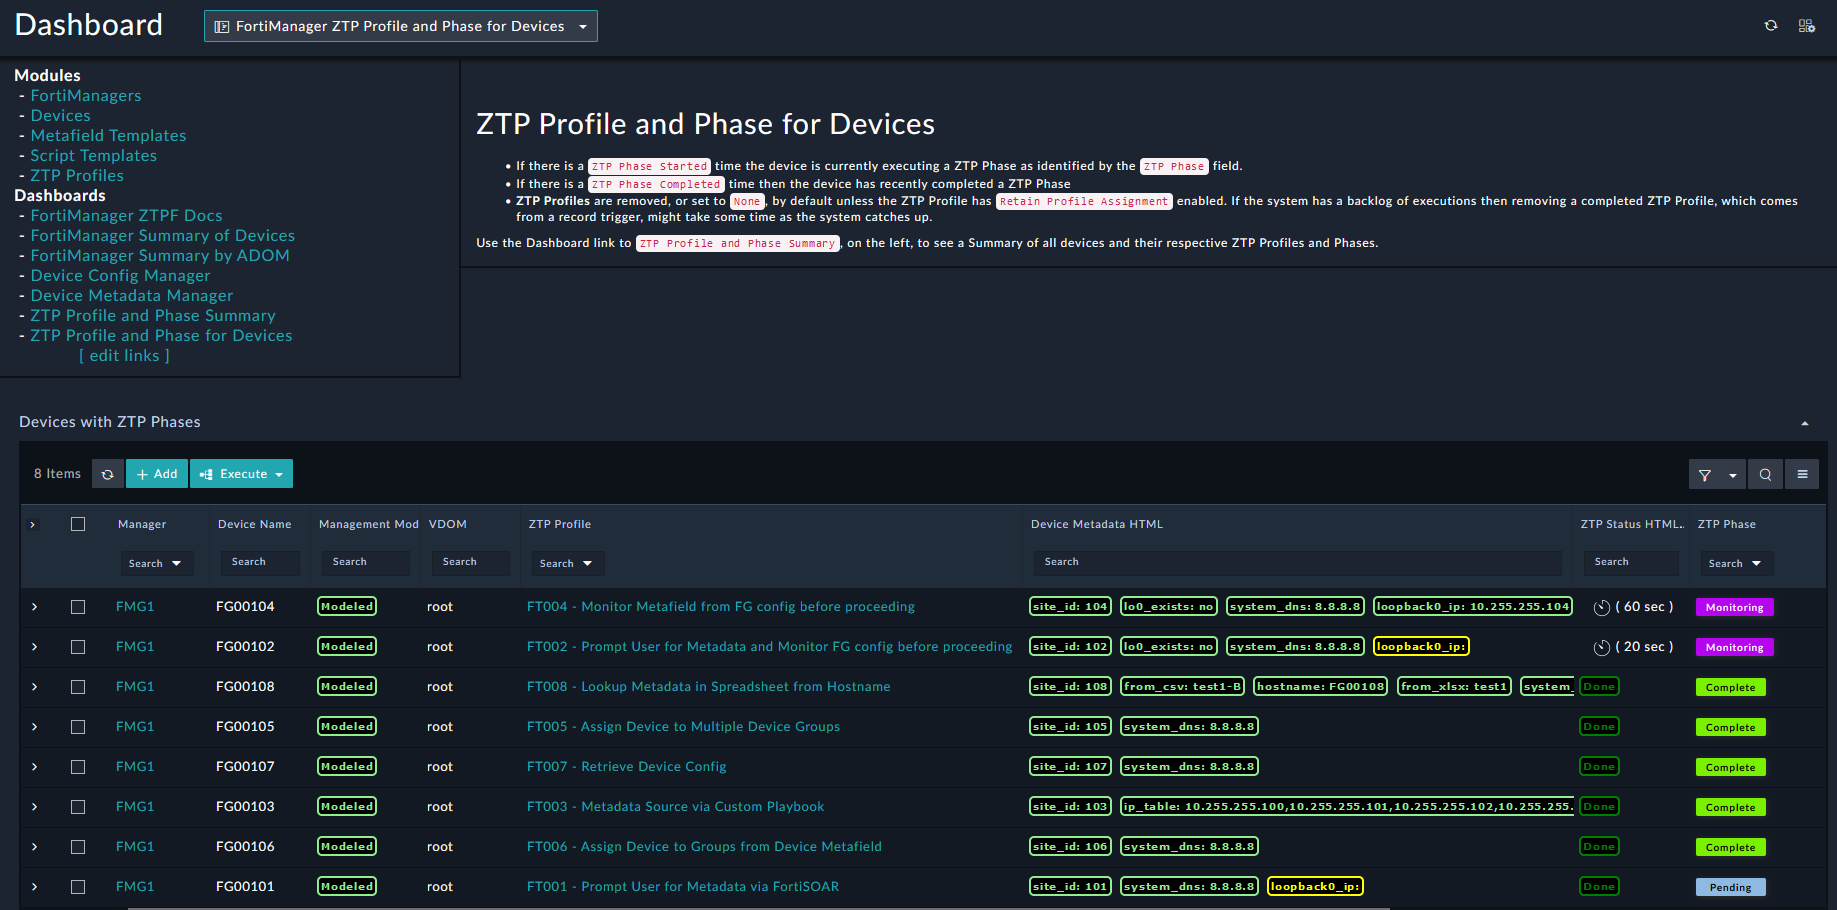 Dashboard
FortiManager ZTP Profile and Phase for Devices
Modules
- FortiManagers
- Devices
- Metafield Templates
- Script Templates
- ZTP Profiles
Dashboards
- FortiManager ZTPF Docs
- FortiManager Summary of Devices
- FortiManager Summary by ADOM
- Device Config Manager
- Device Metadata Manager
- ZTP Profile and Phase Summary
- ZTP Profile and Phase for Devices
[ edit links ]
ZTP Profile and Phase for Devices
• If there is a ZTP Phase Started time the device is currently executing a ZTP Phase as identified by the ZTP Phase field.
• If there is a ZTP Phase Completed time then the device has recently completed a ZTP Phase
• ZTP Profiles are removed, or set to None, by default unless the ZTP Profile has Retain Profile Assignment enabled. If the system has a backlog of executions then removing a completed ZTP Profile, which comes
from a record trigger, might take some time as the system catches up.
Use the Dashboard link to ZTP Profile and Phase Summary, on the left, to see a Summary of all devices and their respective ZTP Profiles and Phases.
Devices with ZTP Phases
8 Items + Add Execute
Manager Device Name Management Mod VDOM ZTP Profile Device Metadata HTML ZTP Status HTML.. ZTP Phase
Search Search Search Search Search Search Search Search
FMG1 FG00104 Modeled root FT004 - Monitor Metafield from FG config before proceeding site_id: 104 lo0_exists: no system_dns: 8.8.8.8 loopback0_ip: 10.255.255.104 ( 60 sec ) Monitoring
FMG1 FG00102 Modeled root FT002 - Prompt User for Metadata and Monitor FG config before proceeding site_id: 102 lo0_exists: no system_dns: 8.8.8.8 loopback0_ip: ( 20 sec ) Monitoring
FMG1 FG00108 Modeled root FT008 - Lookup Metadata in Spreadsheet from Hostname site_id: 108 from_csv: test1-B hostname: FG00108 from_xlsx: test1 system_ Done Complete
FMG1 FG00105 Modeled root FT005 - Assign Device to Multiple Device Groups site_id: 105 system_dns: 8.8.8.8 Done Complete
FMG1 FG00107 Modeled root FT007 - Retrieve Device Config site_id: 107 system_dns: 8.8.8.8 Done Complete
FMG1 FG00103 Modeled root FT003 - Metadata Source via Custom Playbook site_id: 103 ip_table: 10.255.255.100,10.255.255.101,10.255.255.102,10.255.255. Done Complete
FMG1 FG00106 Modeled root FT006 - Assign Device to Groups from Device Metafield site_id: 106 system_dns: 8.8.8.8 Done Complete
FMG1 FG00101 Modeled root FT001 - Prompt User for Metadata via FortiSOAR site_id: 101 system_dns: 8.8.8.8 loopback0_ip: Done Pending